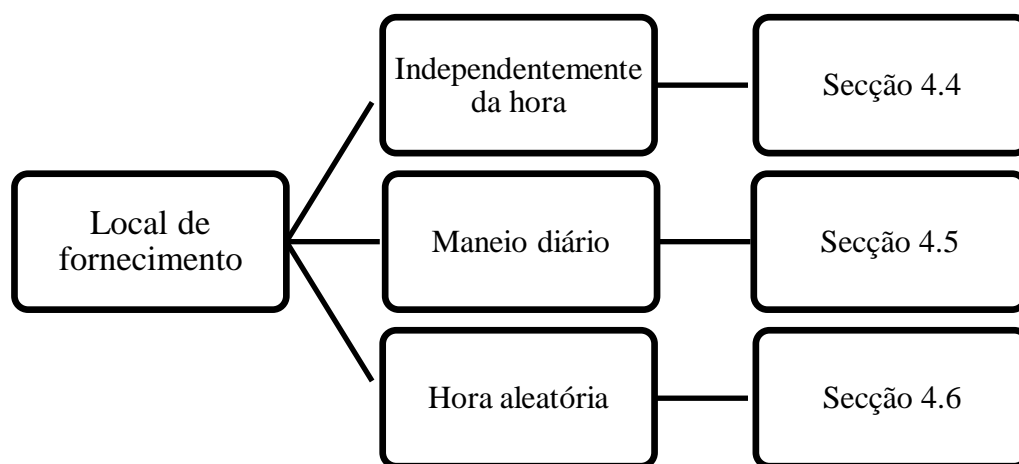 Independentemente
da hora
Secção 4.4
Local de
fornecimento
Maneio diário
Secção 4.5
Hora aleatória
Secção 4.6